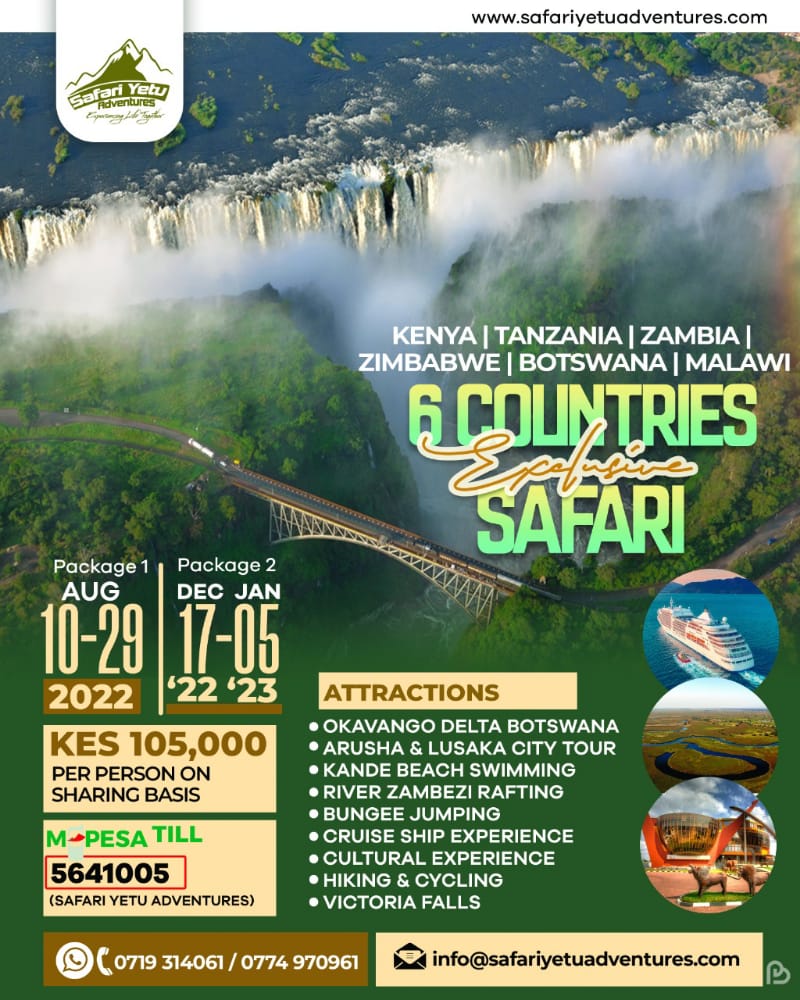 www.safariyetuadventures.com
Safari Yetu
Adventures
Experiencing Life Together
KENYA | TANZANIA | ZAMBIA |
ZIMBABWE | BOTSWANA | MALAWI
6 COUNTRIES
Exclusive
SAFARI
Package 1
AUG
10-29
2022
Package 2
DEC JAN
17-05
‘22 ‘23
KES 105,000
PER PERSON ON
SHARING BASIS
M-PESA TILL
5641005
(SAFARI YETU ADVENTURES)
ATTRACTIONS
• OKAVANGO DELTA BOTSWANA
• ARUSHA & LUSAKA CITY TOUR
• KANDE BEACH SWIMMING
• RIVER ZAMBEZI RAFTING
• BUNGEE JUMPING
• CRUISE SHIP EXPERIENCE
• CULTURAL EXPERIENCE
• HIKING & CYCLING
• VICTORIA FALLS
0719 314061 / 0774 970961
info@safariyetuadventures.com